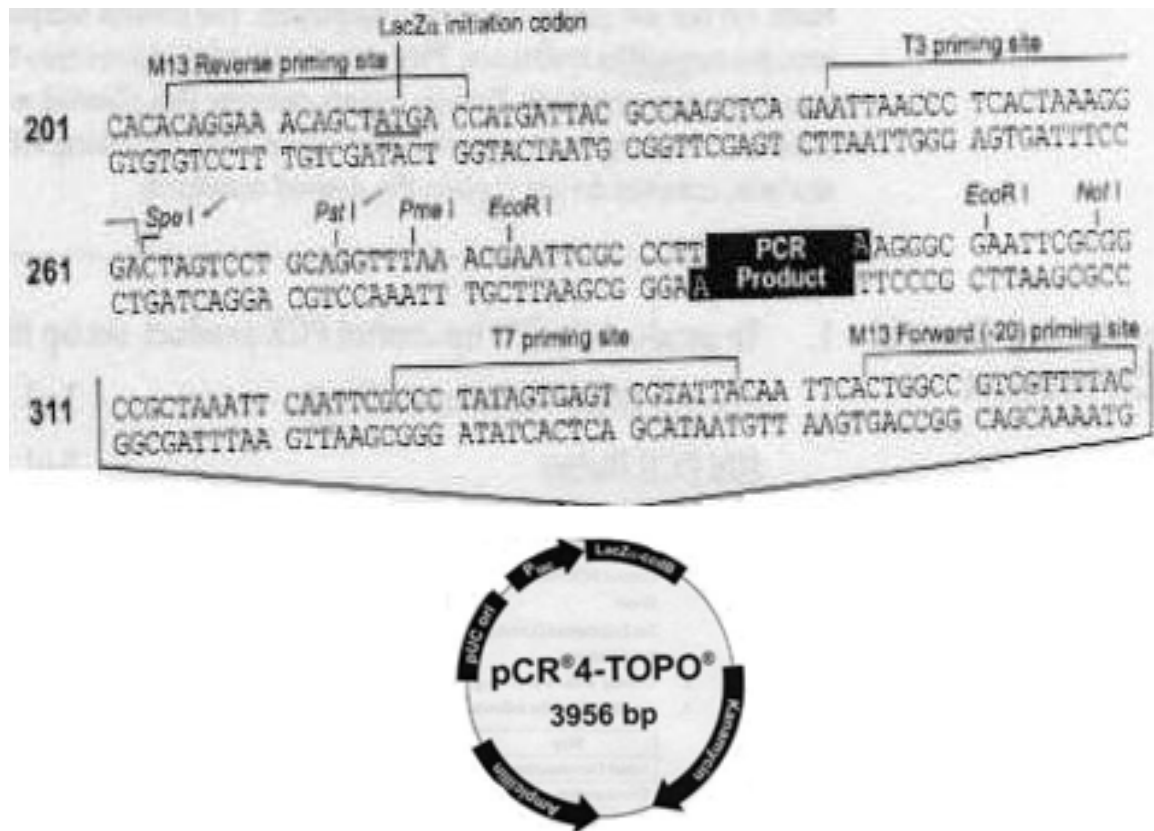 LacZα initiation codon
M13 Reverse priming site
T3 priming site
201 CACACAGGAA ACAGCTATGA CCATGATTAC GCCAAGCTCA GAATTAACCC TCACTAAAGG
GTGTGTCCTT TGTCGATACT GGTACTAATG CGGTTCGAGT CTTAATTGGG AGTGATTTCC
Spe I Pst I Pme I EcoR I EcoR I Not I
261 GACTAGTCCT GCAGGTTTAA ACGAATTCGC CCTT PCR A AGGGC GAATTCGCGG
CTGATCAGGA CGTCCAAATT TGCTTAAGCG GGAA Product TTCCCG CTTAAGCGCC
T7 priming site M13 Forward (-20) priming site
311 CCGCTAAATT CAATTCGCCC TATAGTGAGT CGTATTACAA TTCACTGGCC GTCGTTTTAC
GGCGATTTAA GTTAAGCGGG ATATCACTCA GCATAATGTT AAGTGACCGG CAGCAAAATG
Plac
LacZα-ccdB
pUC ori
pCR®4-TOPO®
3956 bp
Kanamycin
Ampicillin